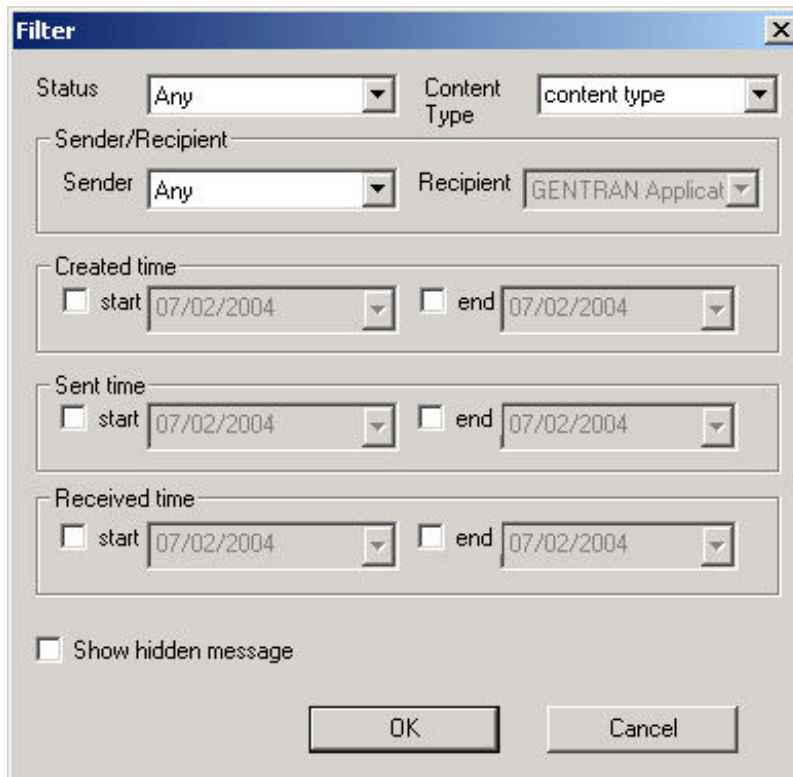 Filter
Status Any Content Type content type
Sender/Recipient
Sender Any Recipient GENTRAN Applicat
Created time
start 07/02/2004 end 07/02/2004
Sent time
start 07/02/2004 end 07/02/2004
Received time
start 07/02/2004 end 07/02/2004
Show hidden message
OK Cancel